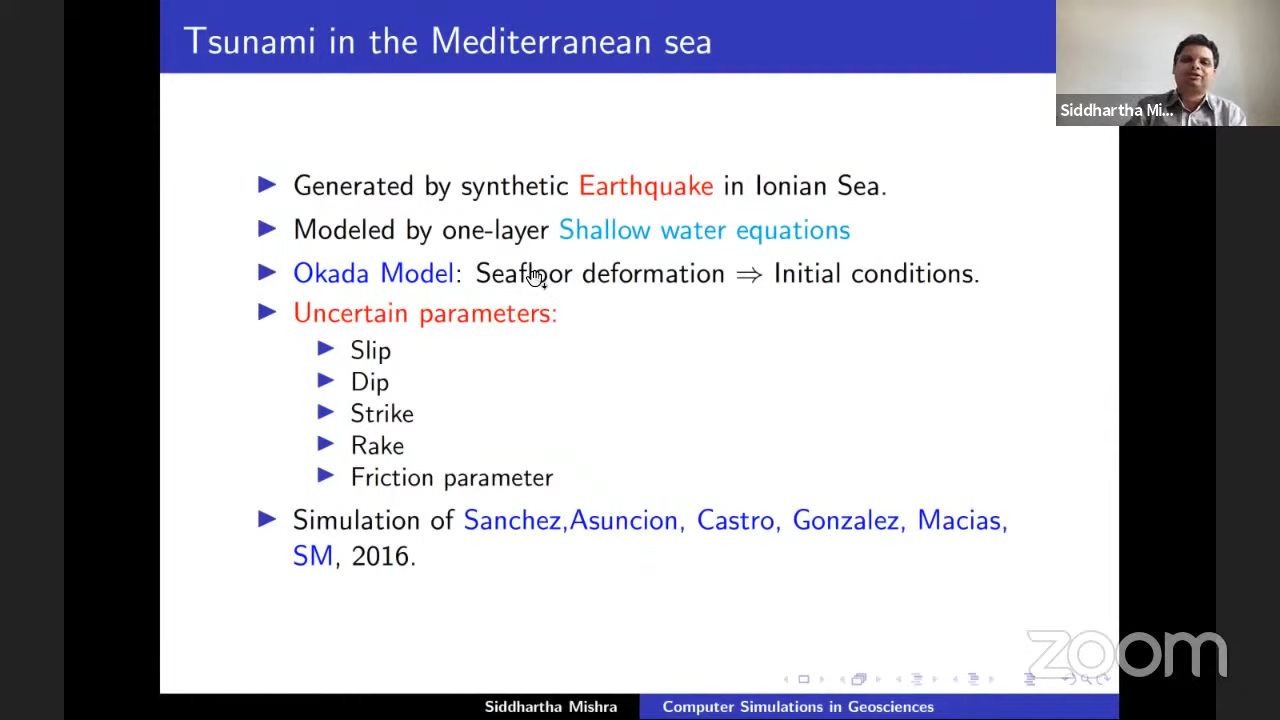 Tsunami in the Mediterranean sea
Siddhartha Mi...
Generated by synthetic Earthquake in Ionian Sea.
Modeled by one-layer Shallow water equations
Okada Model: Seafloor deformation ⇒ Initial conditions.
Uncertain parameters:
Slip
Dip
Strike
Rake
Friction parameter
Simulation of Sanchez,Asuncion, Castro, Gonzalez, Macias,
SM, 2016.
zoom
Siddhartha Mishra
Computer Simulations in Geosciences